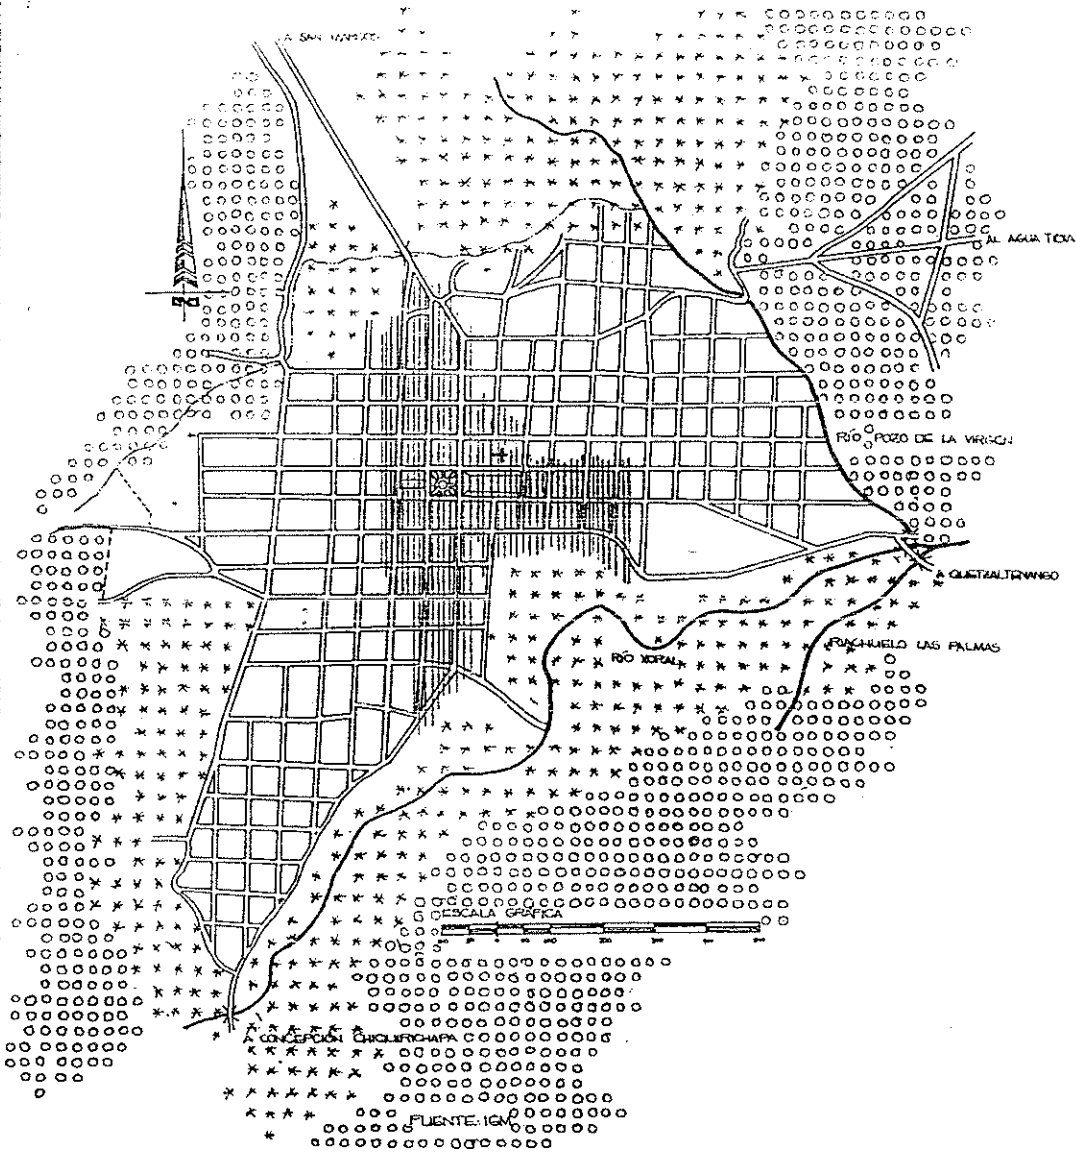 A SAN MARCOS
AL AGUA TIBIA
RÍO POZO DE LA VIRGEN
A QUETZALTENANGO
RIACHUELO LAS PALMAS
RÍO XORAL
ESCALA GRÁFICA
A CONCEPCIÓN CHIQUIRICHAPA
FUENTE: IGM